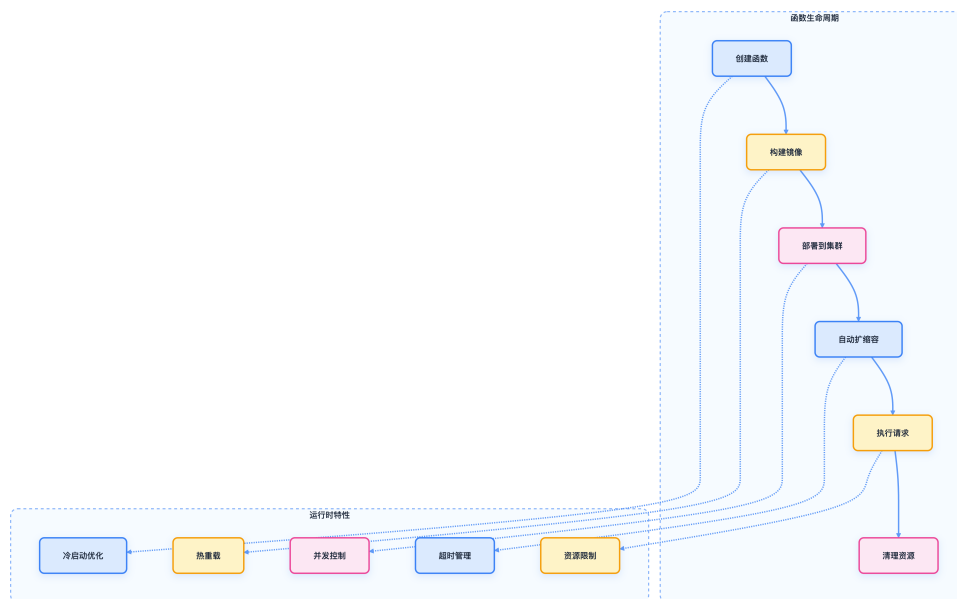 函数生命周期
创建函数
构建镜像
部署到集群
自动扩缩容
执行请求
清理资源
运行时特性
冷启动优化
热重载
并发控制
超时管理
资源限制